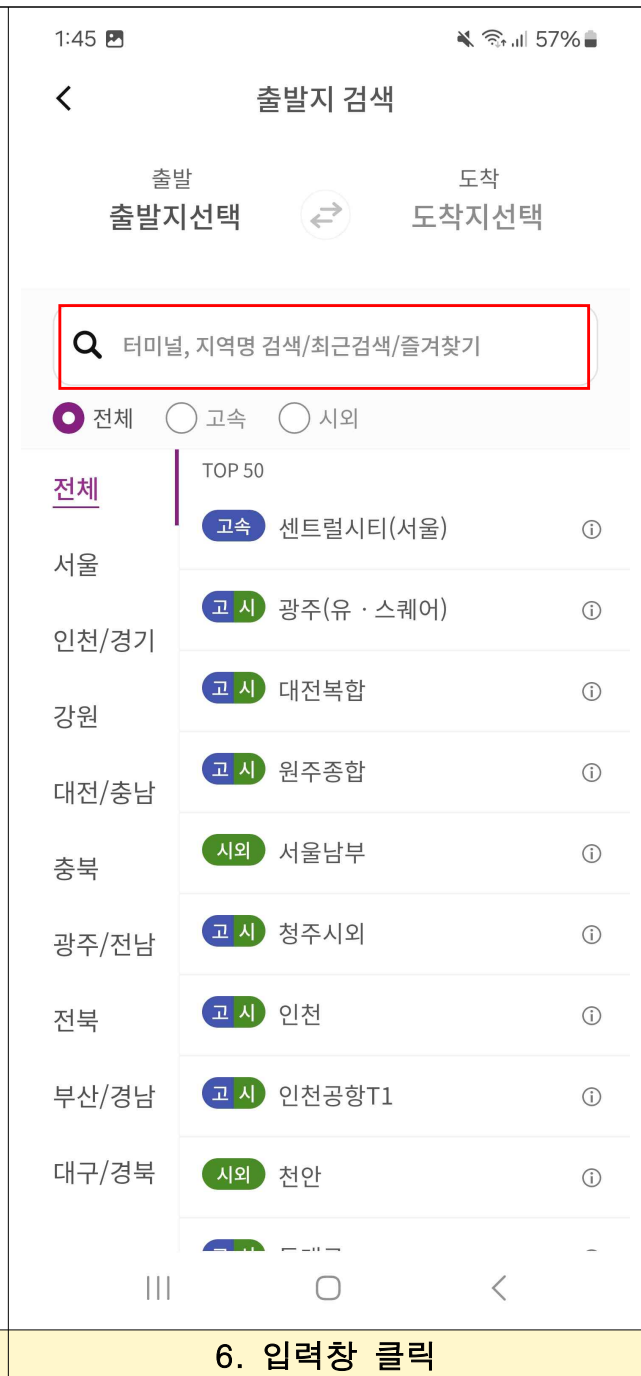 1:45 57%
출발지 검색
출발 도착
출발지선택 도착지선택
터미널, 지역명 검색/최근검색/즐겨찾기
전체 고속 시외
전체
서울
인천/경기
강원
대전/충남
충북
광주/전남
전북
부산/경남
대구/경북
TOP 50
고속 센트럴시티(서울)
고 시 광주(유 · 스퀘어)
고 시 대전복합
고 시 원주종합
시외 서울남부
고 시 청주시외
고 시 인천
고 시 인천공항T1
시외 천안
6. 입력창 클릭